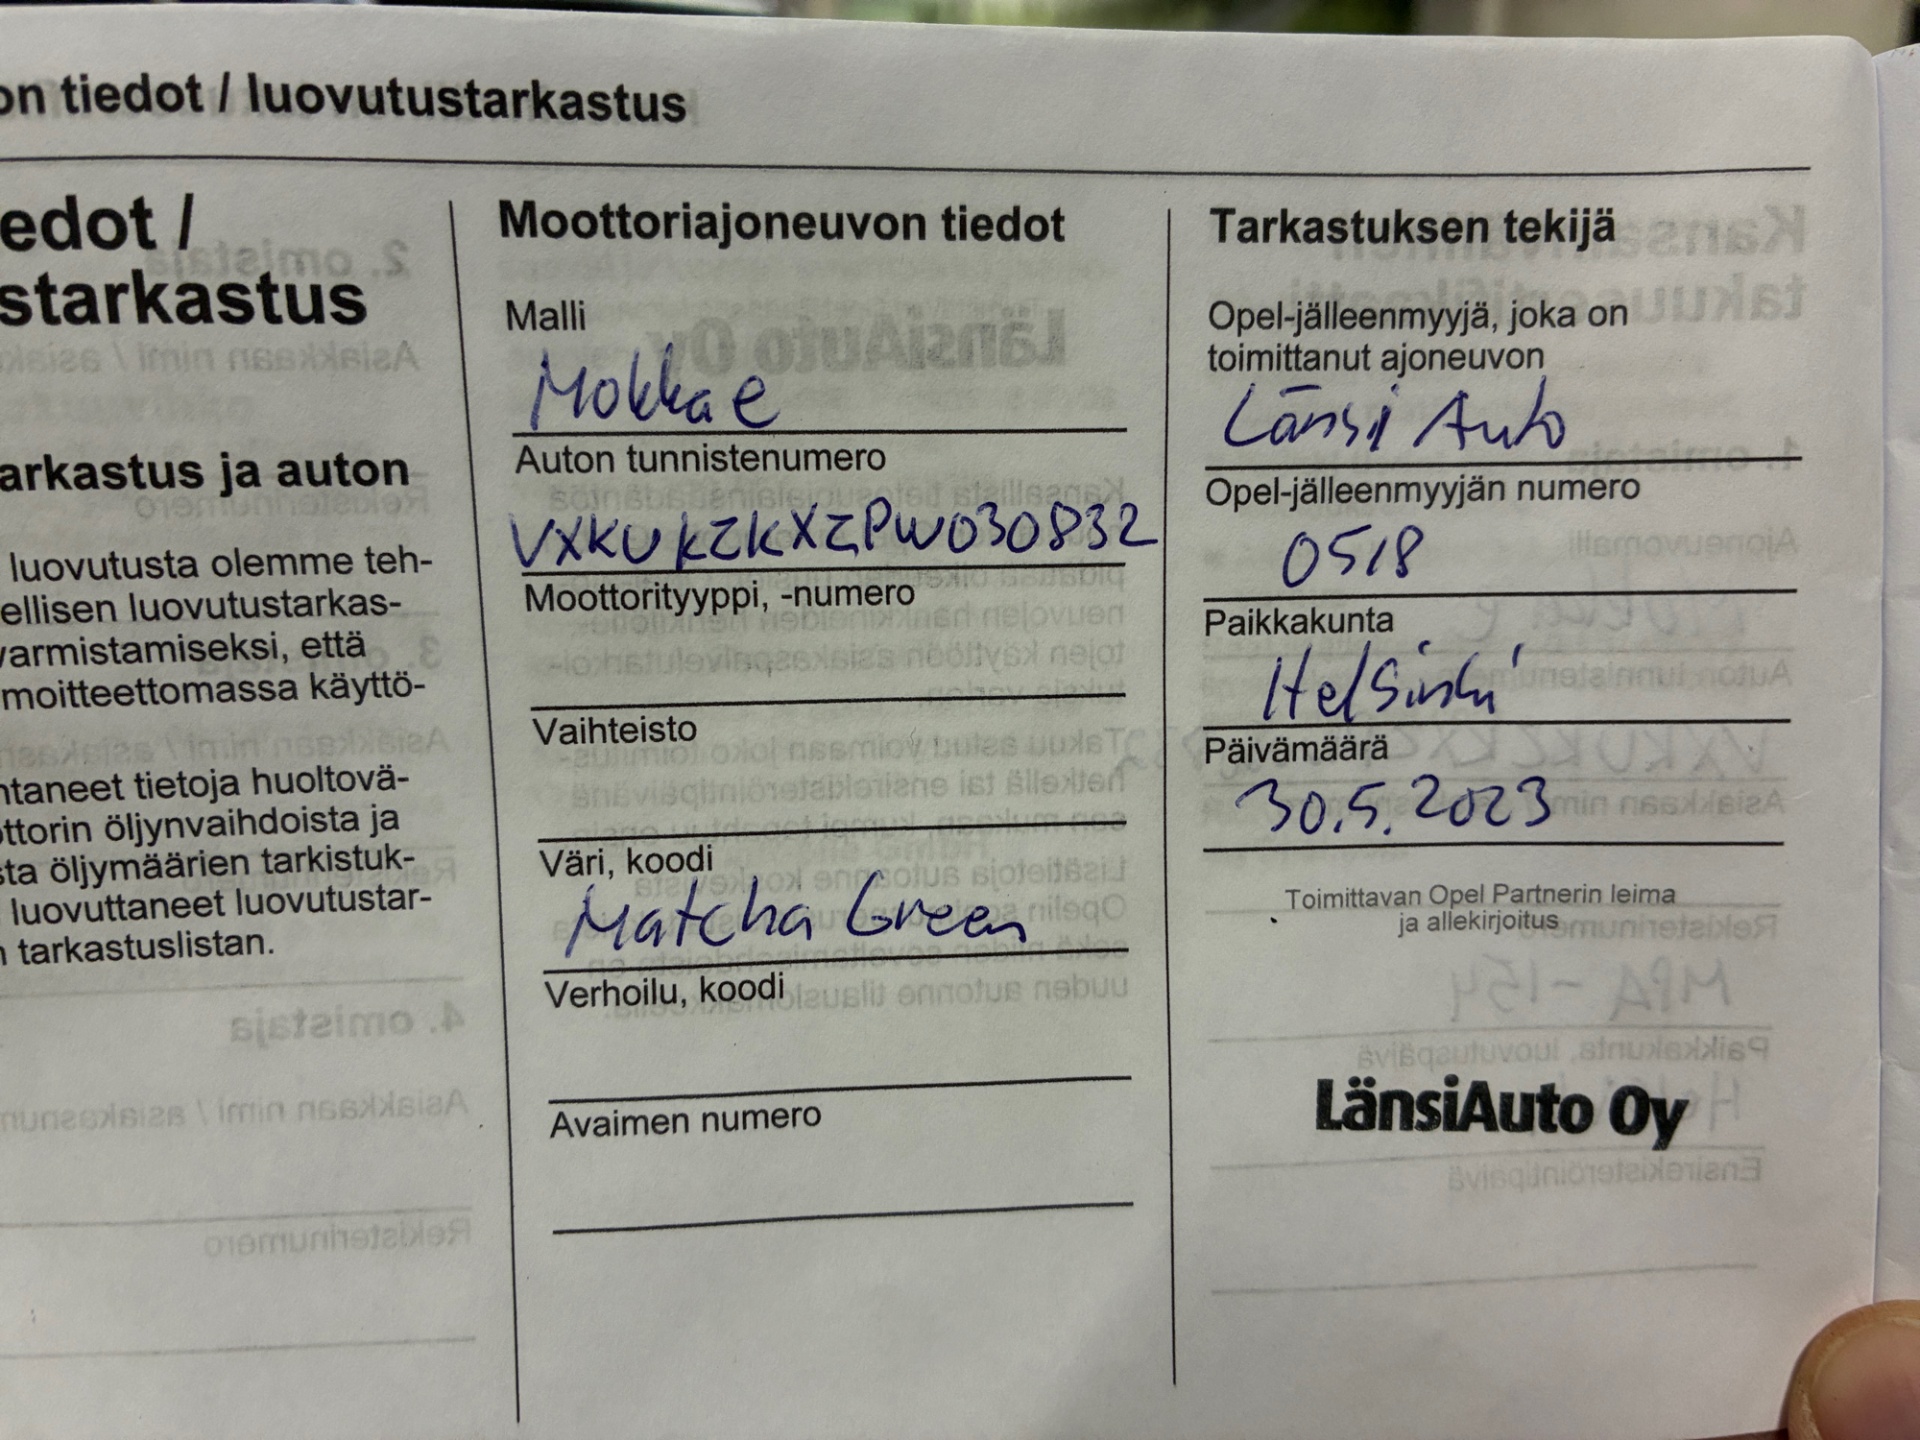 on tiedot / luovutustarkastus
edot /
starkastus
arkastus ja auton
luovutusta olemme teh-
ellisen luovutustarkas-
varmistamiseksi, että
moitteettomassa käyttö-
ntaneet tietoja huoltovä-
ottorin öljynvaihdoista ja
sta öljymäärien tarkistuk-
luovuttaneet luovutustar-
n tarkastuslistan.
Moottoriajoneuvon tiedot
Malli
Mokka e
Auton tunnistenumero
VXKUKZKXZPW030832
Moottorityyppi, -numero
Vaihteisto
Väri, koodi
Matcha Green
Verhoilu, koodi
Avaimen numero
Tarkastuksen tekijä
Opel-jälleenmyyjä, joka on
toimittanut ajoneuvon
Länsi Auto
Opel-jälleenmyyjän numero
0518
Paikkakunta
Helsinki
Päivämäärä
30.5.2023
Toimittavan Opel Partnerin leima
ja allekirjoitus
LänsiAuto Oy